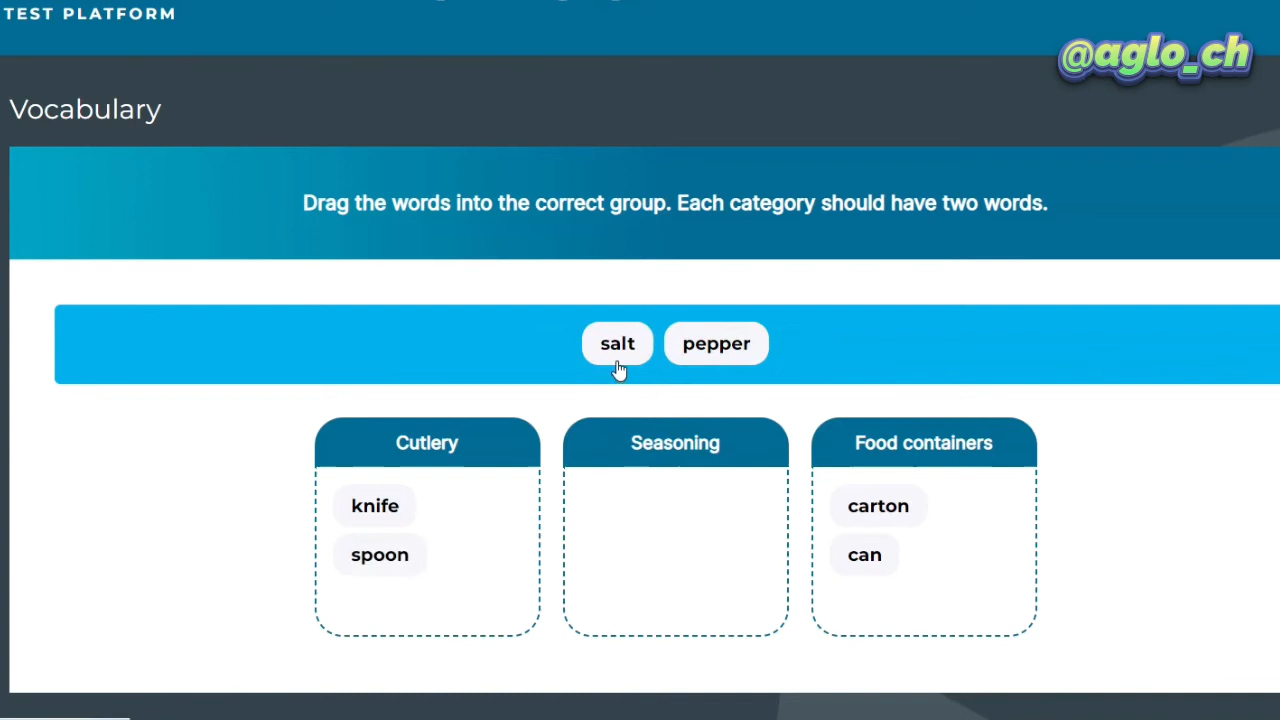 TEST PLATFORM
@aglo_ch
Vocabulary
Drag the words into the correct group. Each category should have two words.
salt pepper
Cutlery Seasoning Food containers
knife carton
spoon can